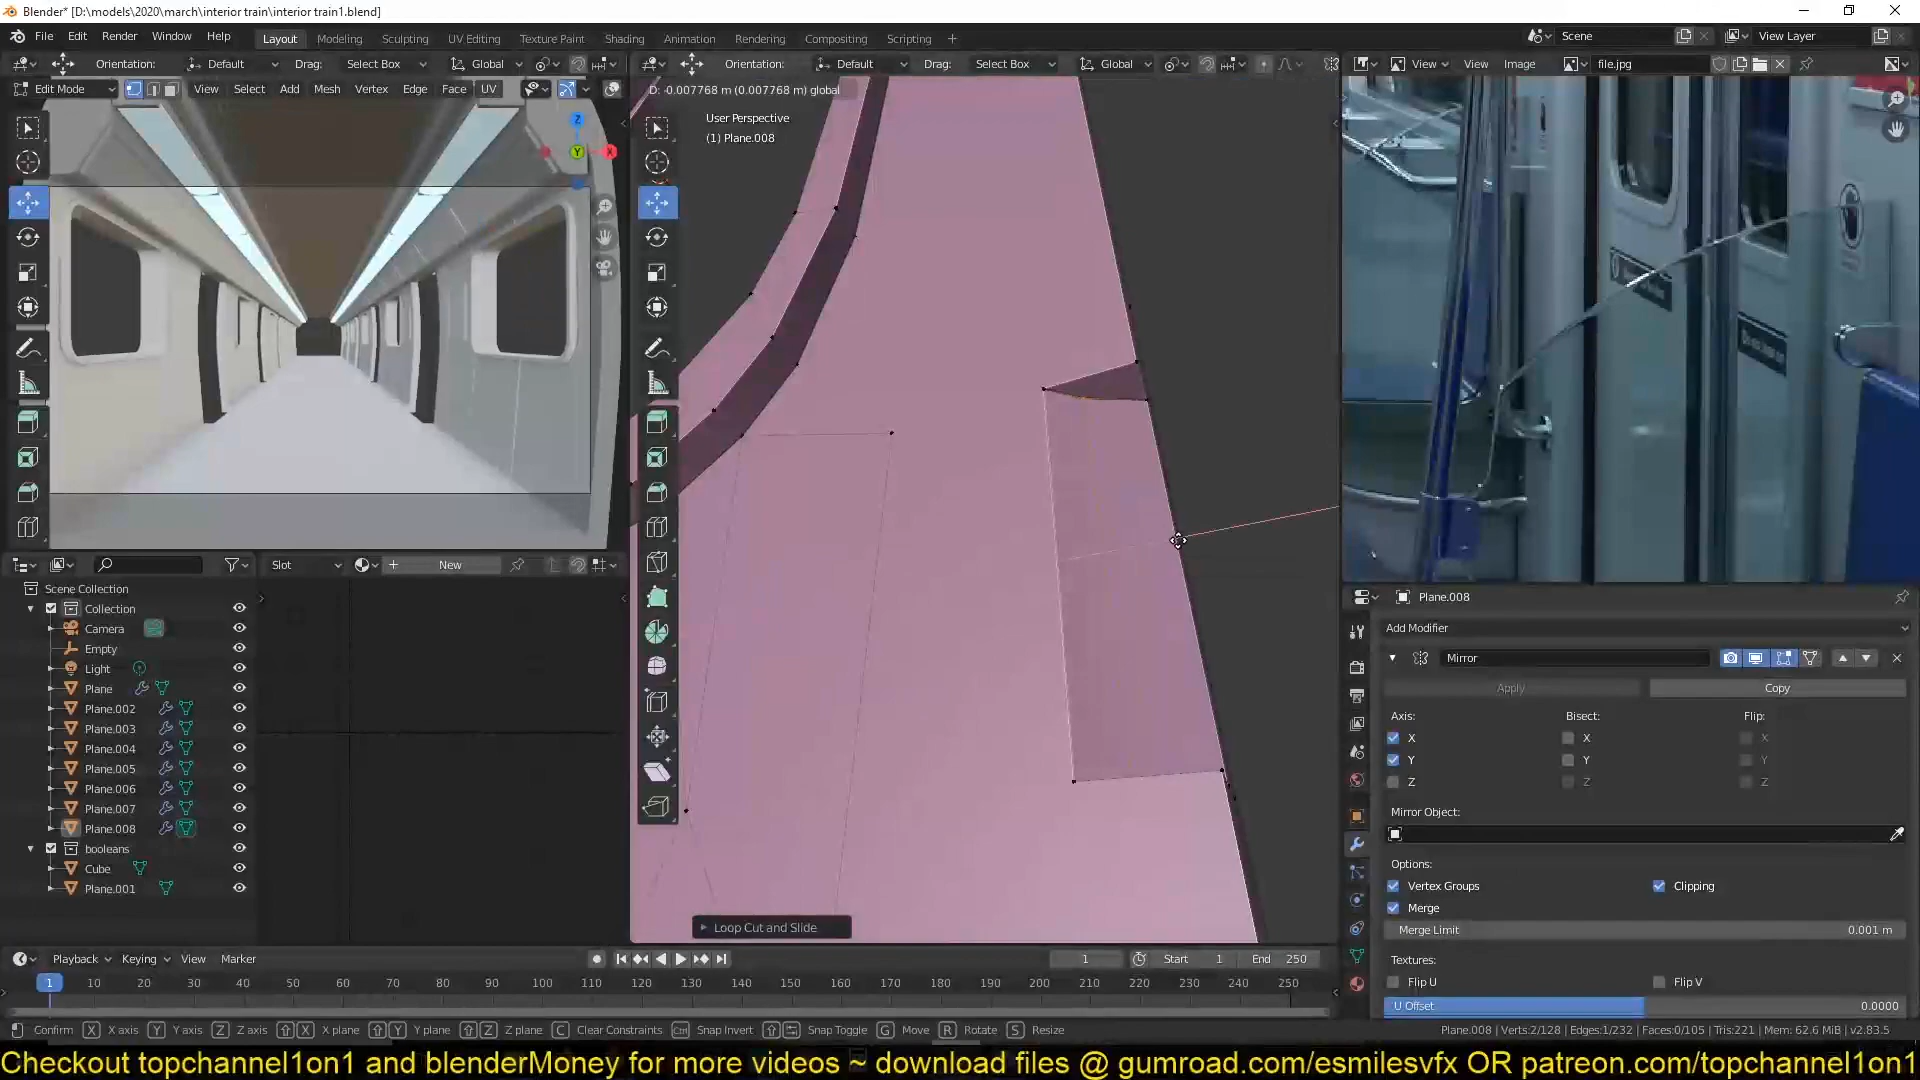 Blender* [D:\models\2020\march\interior train\interior train1.blend]
File Edit Render Window Help Layout Modeling Sculpting UV Editing Texture Paint Shading Animation Rendering Compositing Scripting + Scene View Layer
Orientation: Default Drag: Select Box Global Orientation: Default Drag: Select Box Global View View Image file.jpg
Edit Mode View Select Add Mesh Vertex Edge Face UV D: -0.007768 m (0.007768 m) global
User Perspective
(1) Plane.008
Z
Y
X
Slot New
Scene Collection
Collection
Camera
Empty
Light
Plane
Plane.002
Plane.003
Plane.004
Plane.005
Plane.006
Plane.007
Plane.008
booleans
Cube
Plane.001
Loop Cut and Slide
Plane.008
Add Modifier
Mirror
Apply Copy
Axis: Bisect: Flip:
X X X
Y Y Y
Z Z Z
Mirror Object:
Options:
Vertex Groups Clipping
Merge
Merge Limit 0.001 m
Textures:
Flip U Flip V
U Offset 0.0000
Playback Keying View Marker 1 Start 1 End 250
1 10 20 30 40 50 60 70 80 90 100 110 120 130 140 150 160 170 180 190 200 210 220 230 240 250
Confirm X X axis Y Y axis Z Z axis X X plane Y Y plane Z Z plane C Clear Constraints Ctrl Snap Invert Snap Toggle G Move R Rotate S Resize Plane.008 | Verts:2/128 | Edges:1/232 | Faces:0/105 | Tris:221 | Mem: 62.6 MiB | v2.83.5
Checkout topchannel1on1 and blenderMoney for more videos ~ download files @ gumroad.com/esmilesvfx OR patreon.com/topchannel1on1